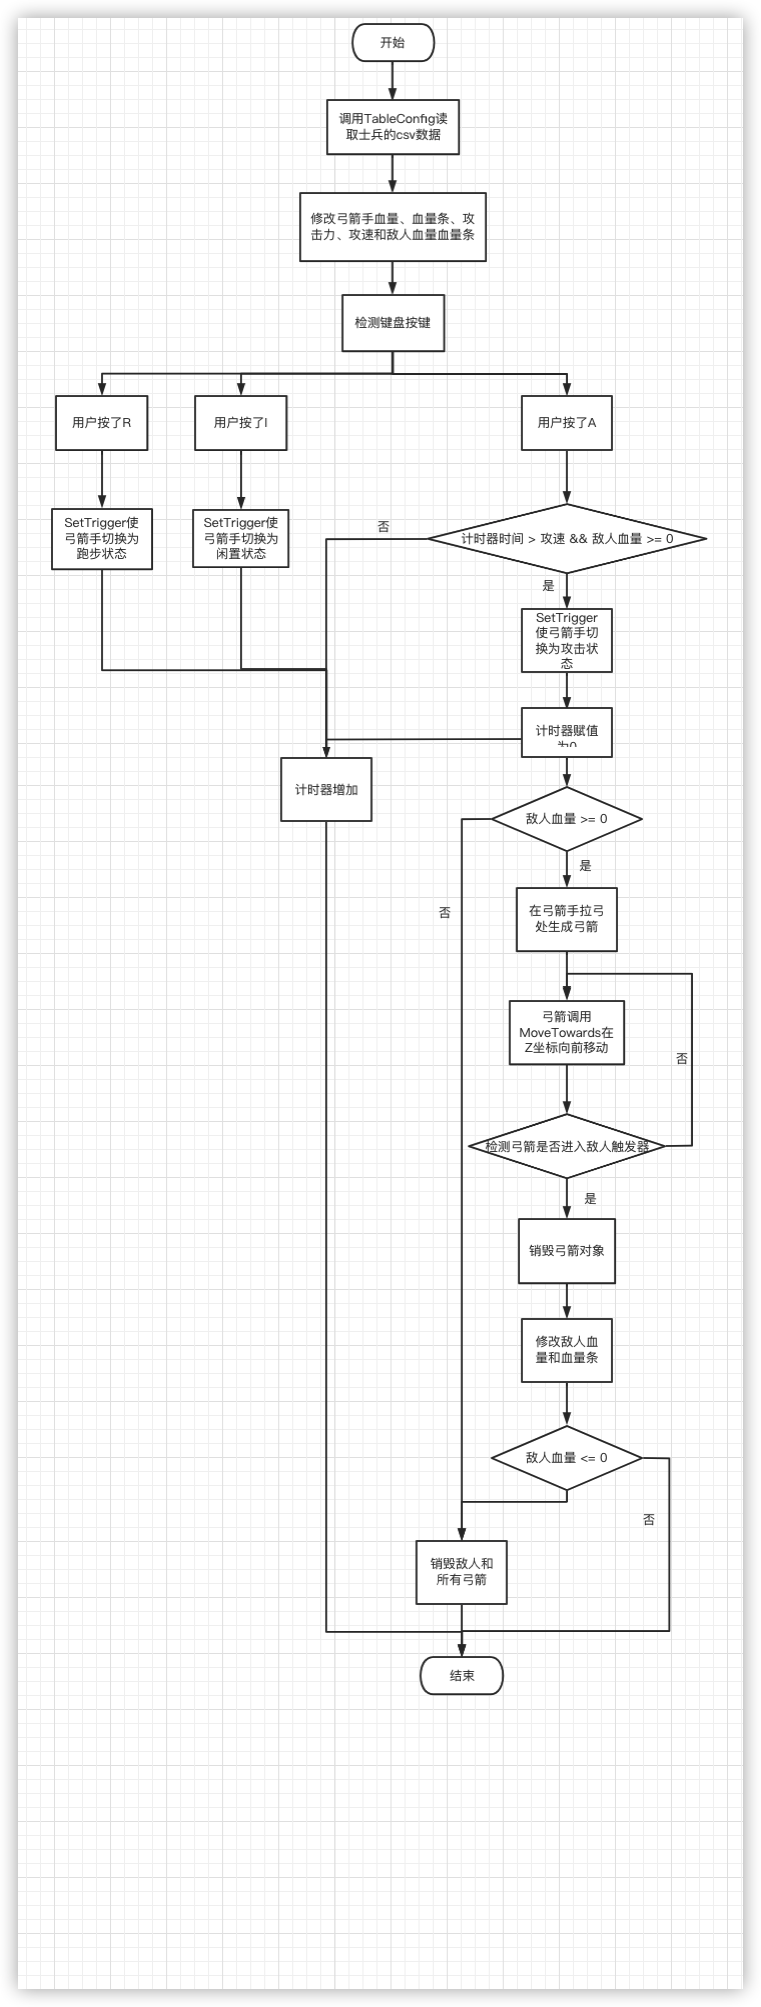 开始
调用TableConfig读
取士兵的csv数据
修改弓箭手血量、血量条、攻
击力、攻速和敌人血量血量条
检测键盘按键
用户按了R
用户按了I
用户按了A
SetTrigger使
弓箭手切换为
跑步状态
SetTrigger使
弓箭手切换为
闲置状态
否
计时器时间 > 攻速 && 敌人血量 >= 0
是
SetTrigger
使弓箭手切
换为攻击状
态
计时器赋值
为0
计时器增加
敌人血量 >= 0
是
否
在弓箭手拉弓
处生成弓箭
弓箭调用
MoveTowards在
Z坐标向前移动
否
检测弓箭是否进入敌人触发器
是
销毁弓箭对象
修改敌人血
量和血量条
敌人血量 <= 0
否
销毁敌人和
所有弓箭
结束